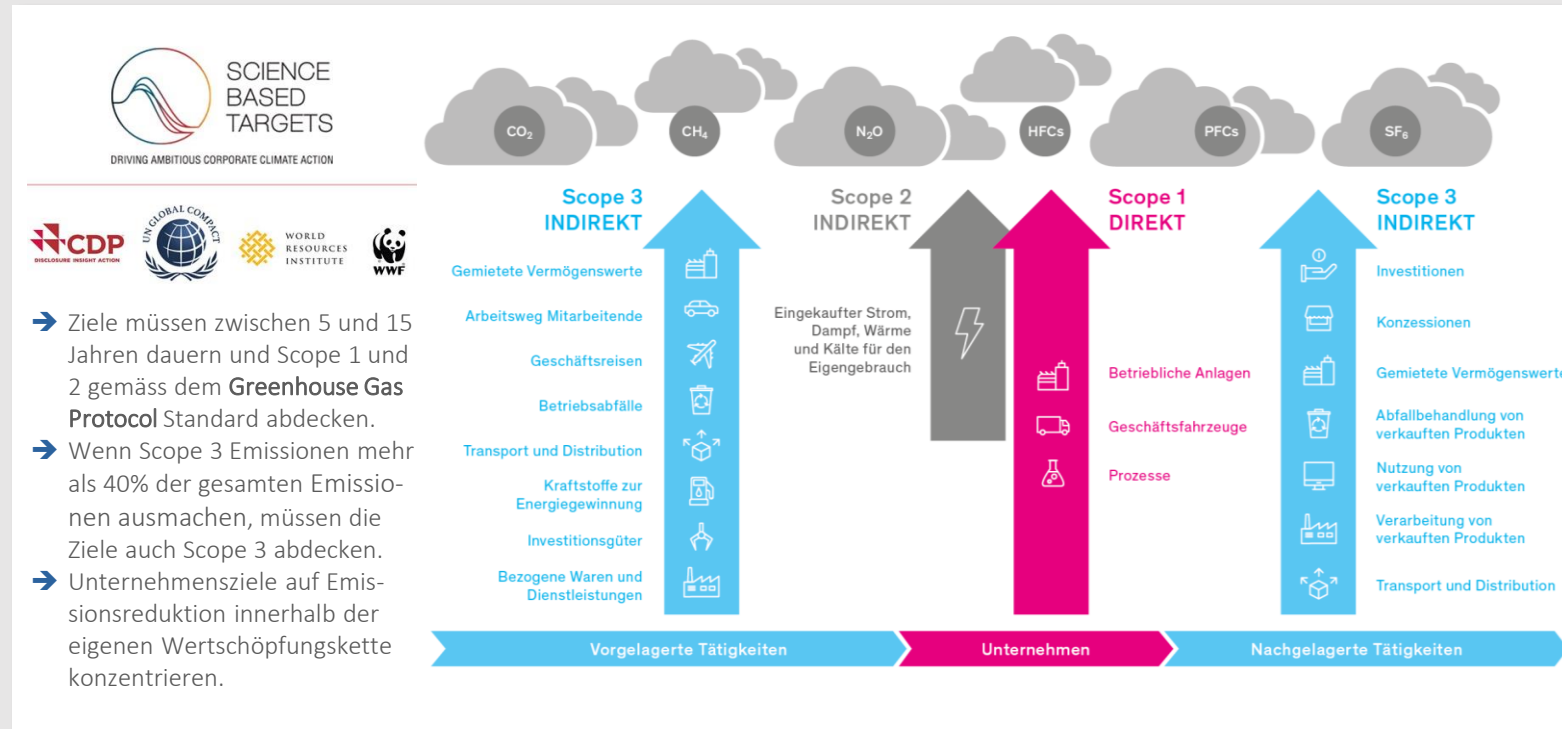 SCIENCE
BASED
TARGETS
DRIVING AMBITIOUS CORPORATE CLIMATE ACTION
CDP
DISCLOSURE INSIGHT ACTION
UN GLOBAL COMPACT
WORLD
RESOURCES
INSTITUTE
WWF
Ziele müssen zwischen 5 und 15
Jahren dauern und Scope 1 und
2 gemäss dem Greenhouse Gas
Protocol Standard abdecken.
Wenn Scope 3 Emissionen mehr
als 40% der gesamten Emissio-
nen ausmachen, müssen die
Ziele auch Scope 3 abdecken.
Unternehmensziele auf Emis-
sionsreduktion innerhalb der
eigenen Wertschöpfungskette
konzentrieren.
CO₂
CH₄
N₂O
HFCs
PFCs
SF₆
Scope 3
INDIREKT
Gemietete Vermögenswerte
Arbeitsweg Mitarbeitende
Geschäftsreisen
Betriebsabfälle
Transport und Distribution
Kraftstoffe zur
Energiegewinnung
Investitionsgüter
Bezogene Waren und
Dienstleistungen
Scope 2
INDIREKT
Eingekaufter Strom,
Dampf, Wärme
und Kälte für den
Eigengebrauch
Scope 1
DIREKT
Betriebliche Anlagen
Geschäftsfahrzeuge
Prozesse
Scope 3
INDIREKT
Investitionen
Konzessionen
Gemietete Vermögenswerte
Abfallbehandlung von
verkauften Produkten
Nutzung von
verkauften Produkten
Verarbeitung von
verkauften Produkten
Transport und Distribution
Vorgelagerte Tätigkeiten
Unternehmen
Nachgelagerte Tätigkeiten